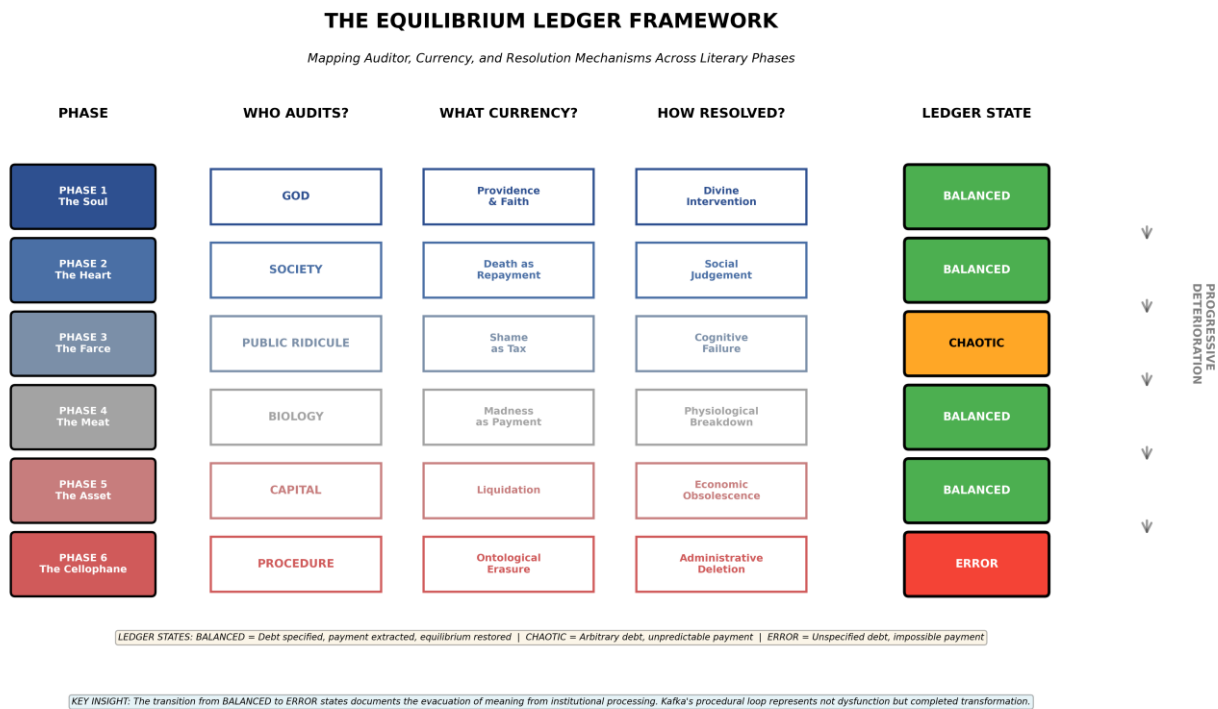 THE EQUILIBRIUM LEDGER FRAMEWORK
Mapping Auditor, Currency, and Resolution Mechanisms Across Literary Phases
PHASE
WHO AUDITS?
WHAT CURRENCY?
HOW RESOLVED?
LEDGER STATE
PHASE 1
The Soul
GOD
Providence
& Faith
Divine
Intervention
BALANCED
PHASE 2
The Heart
SOCIETY
Death as
Repayment
Social
Judgement
BALANCED
PHASE 3
The Farce
PUBLIC RIDICULE
Shame
as Tax
Cognitive
Failure
CHAOTIC
PHASE 4
The Meat
BIOLOGY
Madness
as Payment
Physiological
Breakdown
BALANCED
PHASE 5
The Asset
CAPITAL
Liquidation
Economic
Obsolescence
BALANCED
PHASE 6
The Cellophane
PROCEDURE
Ontological
Erasure
Administrative
Deletion
ERROR
PROGRESSIVE
DETERIORATION
LEDGER STATES: BALANCED = Debt specified, payment extracted, equilibrium restored | CHAOTIC = Arbitrary debt, unpredictable payment | ERROR = Unspecified debt, impossible payment
KEY INSIGHT: The transition from BALANCED to ERROR states documents the evacuation of meaning from institutional processing. Kafka's procedural loop represents not dysfunction but completed transformation.